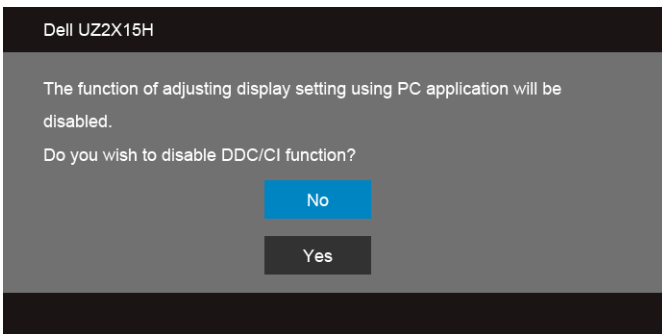 Dell UZ2X15H
The function of adjusting display setting using PC application will be
disabled.
Do you wish to disable DDC/CI function?
No
Yes